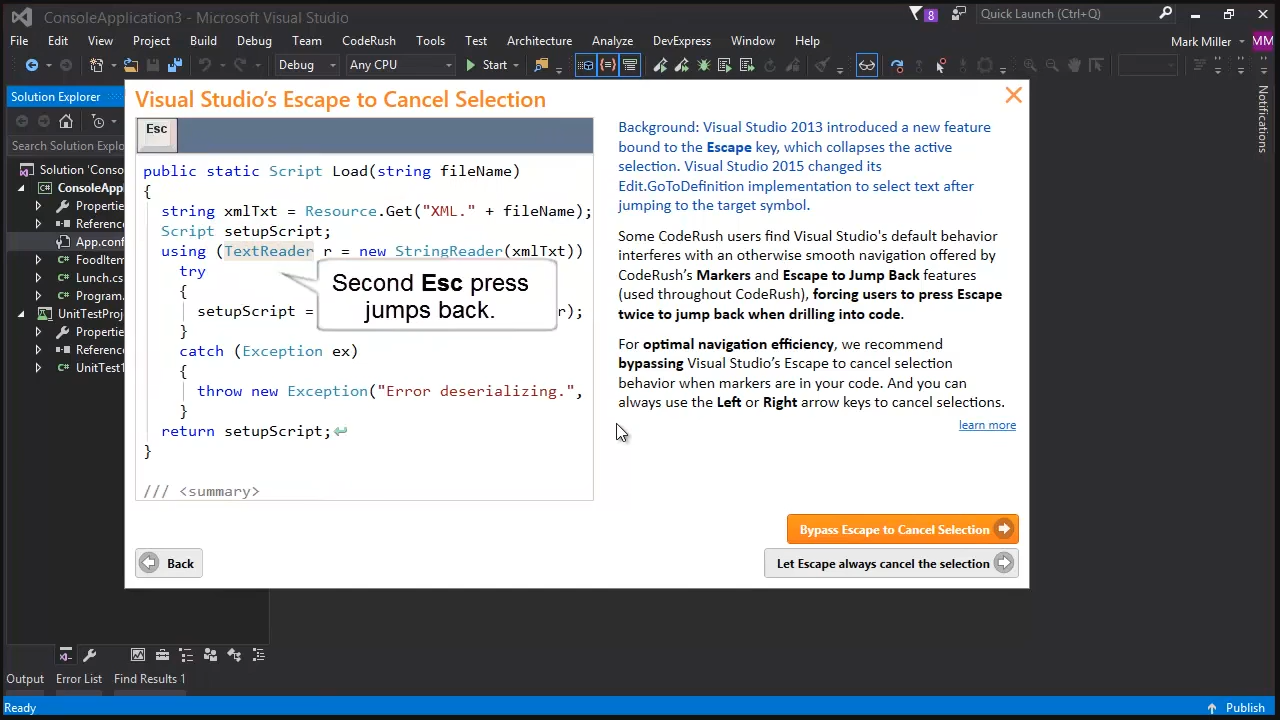 ConsoleApplication3 - Microsoft Visual Studio
8
Quick Launch (Ctrl+Q)
File Edit View Project Build Debug Team CodeRush Tools Test Architecture Analyze DevExpress Window Help
Mark Miller MM
Debug Any CPU Start
Solution Explorer
Search Solution Explo
Solution 'Conso
ConsoleAppl
Properti
Referenc
App.conf
FoodItem
Lunch.cs
Program.
UnitTestProj
Properti
Referenc
UnitTest1
Notifications
Visual Studio's Escape to Cancel Selection
Esc
public static Script Load(string fileName)
{
string xmlTxt = Resource.Get("XML." + fileName);
Script setupScript;
using (TextReader r = new StringReader(xmlTxt))
try
{
setupScript = r);
}
catch (Exception ex)
{
throw new Exception("Error deserializing.",
}
return setupScript;
}
/// <summary>
Second Esc press
jumps back.
Background: Visual Studio 2013 introduced a new feature
bound to the Escape key, which collapses the active
selection. Visual Studio 2015 changed its
Edit.GoToDefinition implementation to select text after
jumping to the target symbol.
Some CodeRush users find Visual Studio's default behavior
interferes with an otherwise smooth navigation offered by
CodeRush's Markers and Escape to Jump Back features
(used throughout CodeRush), forcing users to press Escape
twice to jump back when drilling into code.
For optimal navigation efficiency, we recommend
bypassing Visual Studio's Escape to cancel selection
behavior when markers are in your code. And you can
always use the Left or Right arrow keys to cancel selections.
learn more
Bypass Escape to Cancel Selection
Back
Let Escape always cancel the selection
Output Error List Find Results 1
Ready
Publish